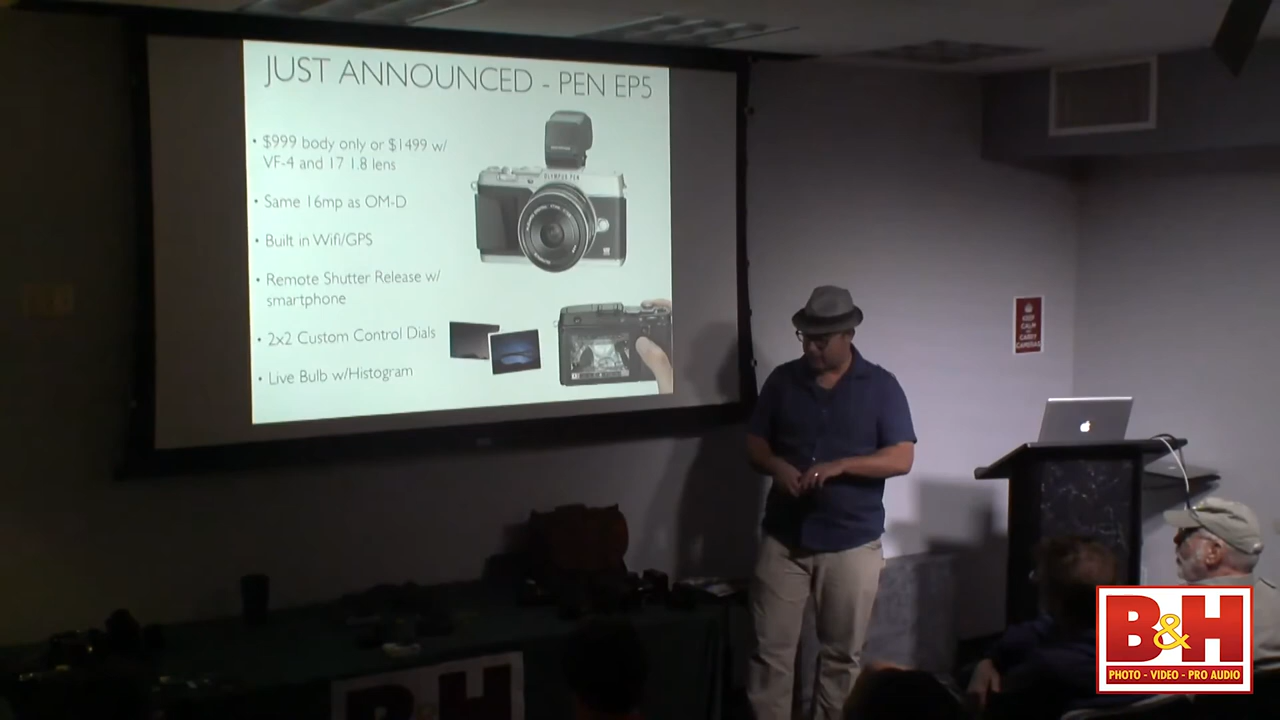 JUST ANNOUNCED - PEN EP5
• $999 body only or $1499 w/
VF-4 and 17 1.8 lens
• Same 16mp as OM-D
• Built in Wifi/GPS
• Remote Shutter Release w/
smartphone
• 2x2 Custom Control Dials
• Live Bulb w/Histogram
OLYMPUS PEN
KEEP
CALM
AND
CARRY
CAMERAS
B&H
PHOTO - VIDEO - PRO AUDIO
B H